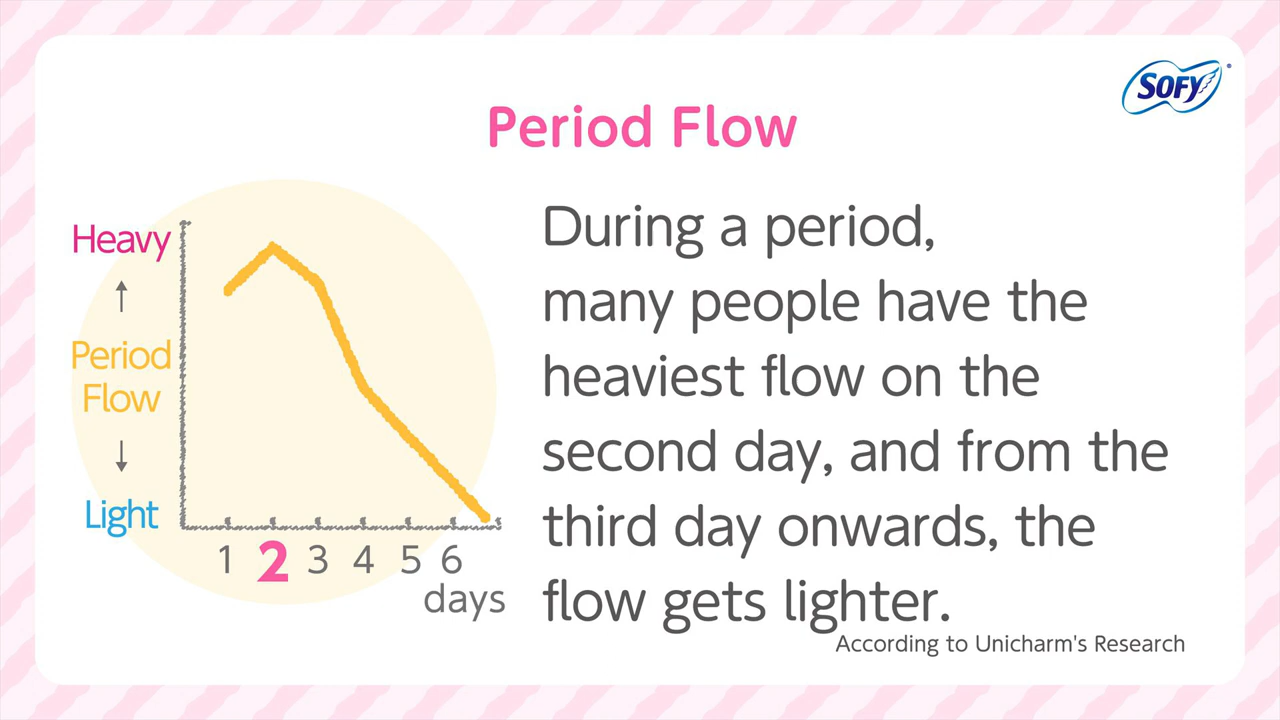 SOFY
Period Flow
Heavy
↑
Period
Flow
↓
Light
1 2 3 4 5 6
days
During a period,
many people have the
heaviest flow on the
second day, and from the
third day onwards, the
flow gets lighter.
According to Unicharm's Research